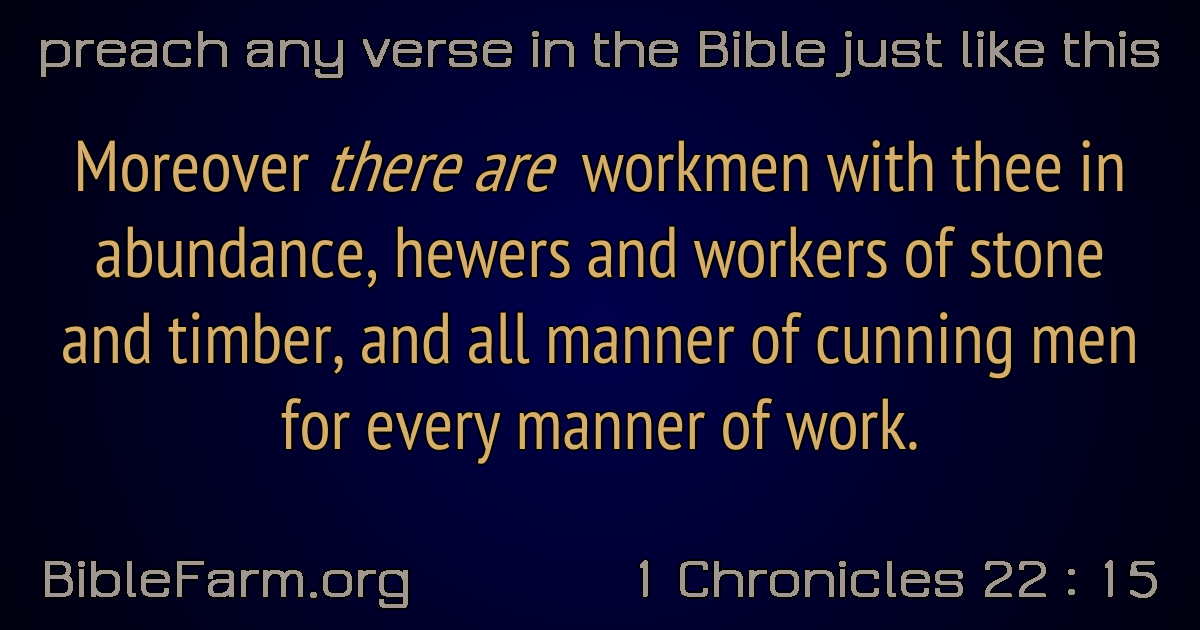 preach any verse in the Bible just like this
Moreover there are workmen with thee in
abundance, hewers and workers of stone
and timber, and all manner of cunning men
for every manner of work.
BibleFarm.org
1 Chronicles 22 : 15